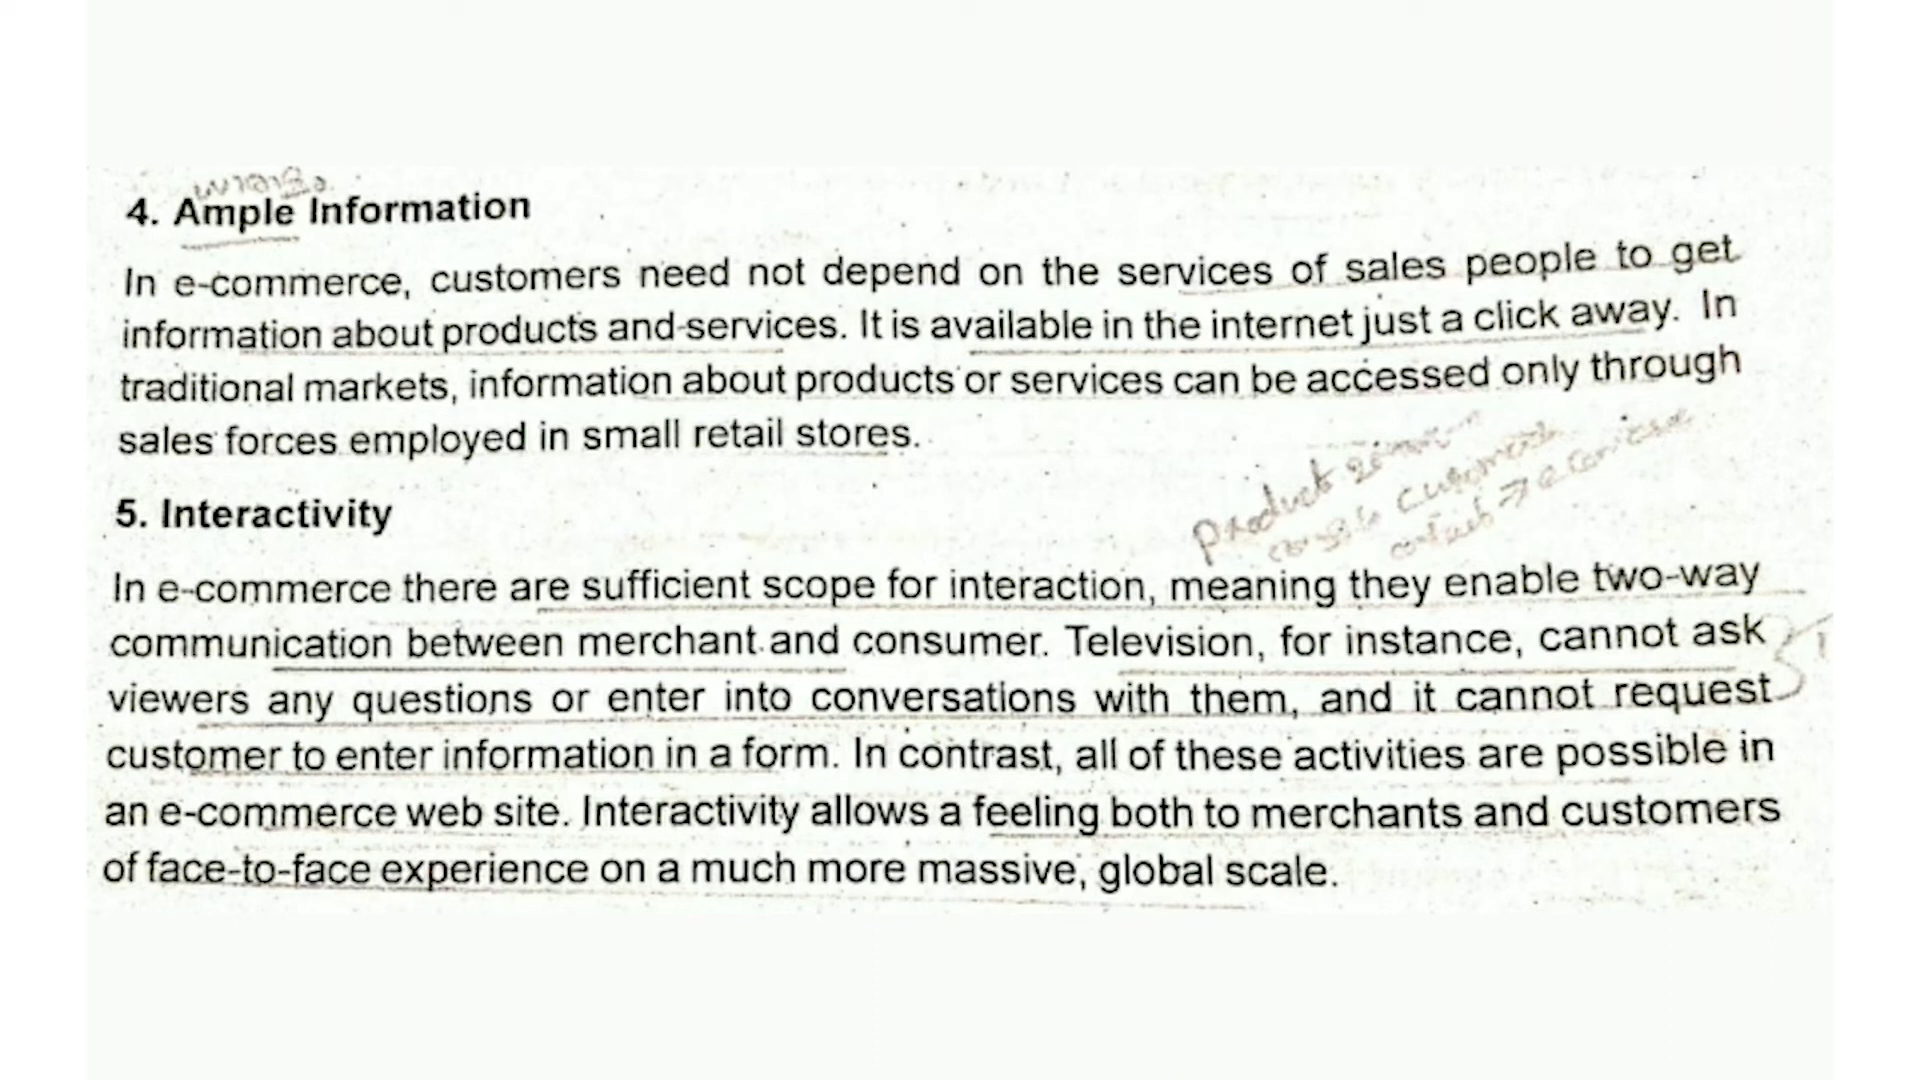 4. Ample Information
In e-commerce, customers need not depend on the services of sales people to get
information about products and services. It is available in the internet just a click away. In
traditional markets, information about products or services can be accessed only through
sales forces employed in small retail stores.
product
customer
contact
5. Interactivity
In e-commerce there are sufficient scope for interaction, meaning they enable two-way
communication between merchant and consumer. Television, for instance, cannot ask
viewers any questions or enter into conversations with them, and it cannot request
customer to enter information in a form. In contrast, all of these activities are possible in
an e-commerce web site. Interactivity allows a feeling both to merchants and customers
of face-to-face experience on a much more massive, global scale.